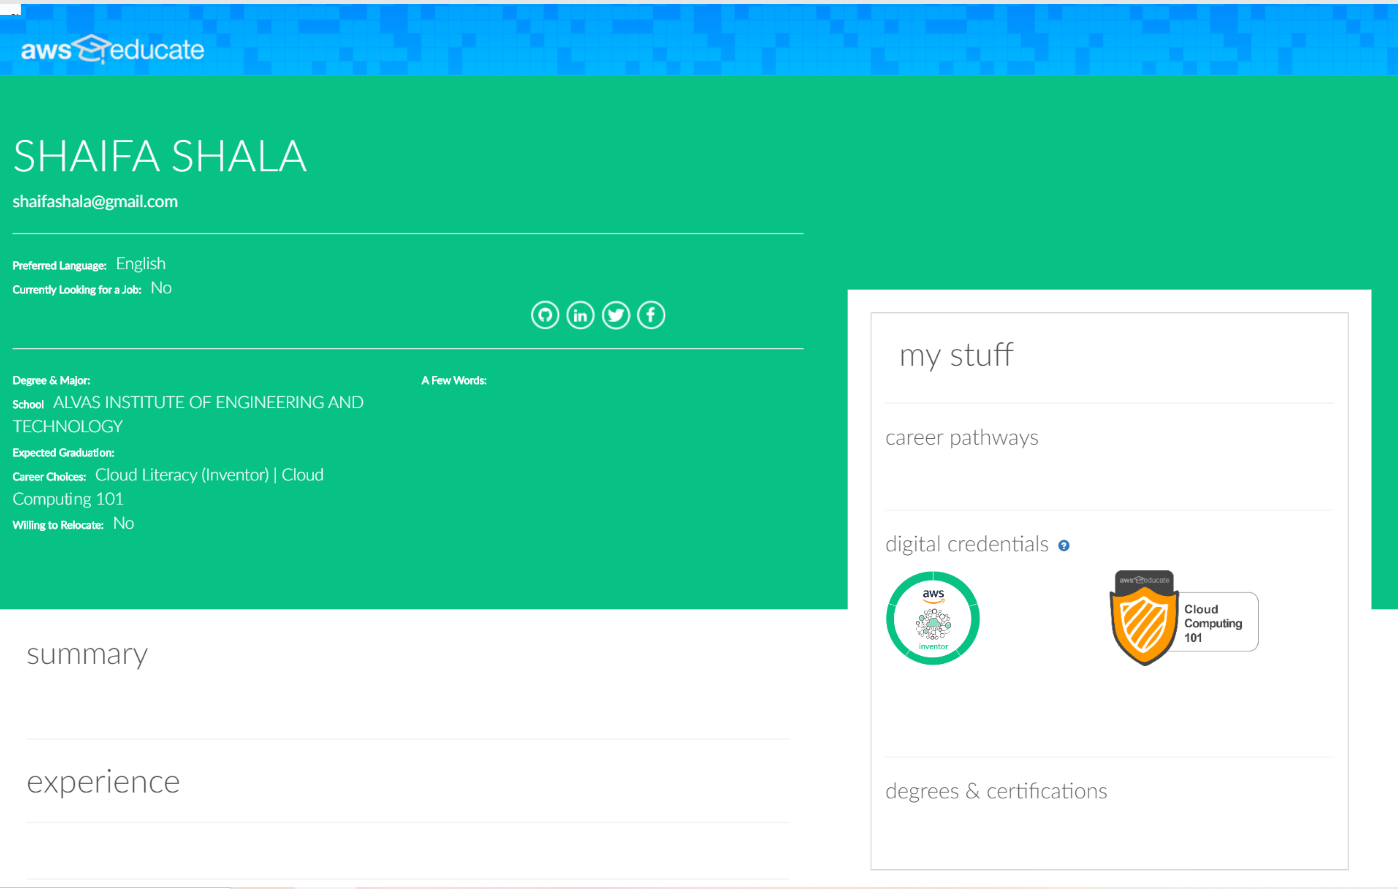 aws educate
SHAIFA SHALA
shaifashala@gmail.com
Preferred Language: English
Currently Looking for a Job: No
in
f
Degree & Major:
School ALVAS INSTITUTE OF ENGINEERING AND
TECHNOLOGY
Expected Graduation:
Career Choices: Cloud Literacy (Inventor) | Cloud
Computing 101
Willing to Relocate: No
A Few Words:
my stuff
career pathways
digital credentials ?
aws
inventor
aws educate
Cloud
Computing
101
degrees & certifications
summary
experience